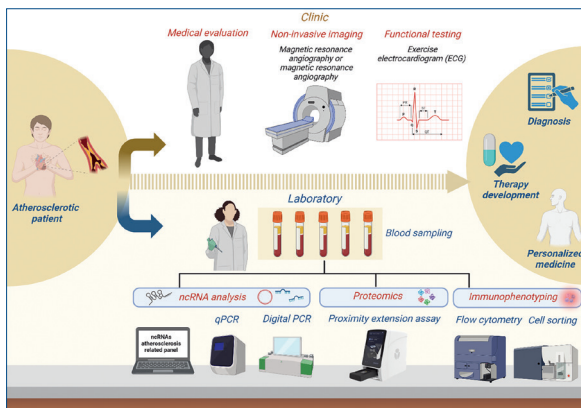 Clinic
Medical evaluation
Non-invasive imaging
Functional testing
Magnetic resonance
angiography or
magnetic resonance
angiography
Exercise
electrocardiogram (ECG)
Atherosclerotic
patient
Diagnosis
Therapy
development
Personalized
medicine
Laboratory
Blood sampling
ncRNA analysis
Proteomics
Immunophenotyping
qPCR
Digital PCR
Proximity extension assay
Flow cytometry
Cell sorting
ncRNAs
atherosclerosis
related panel